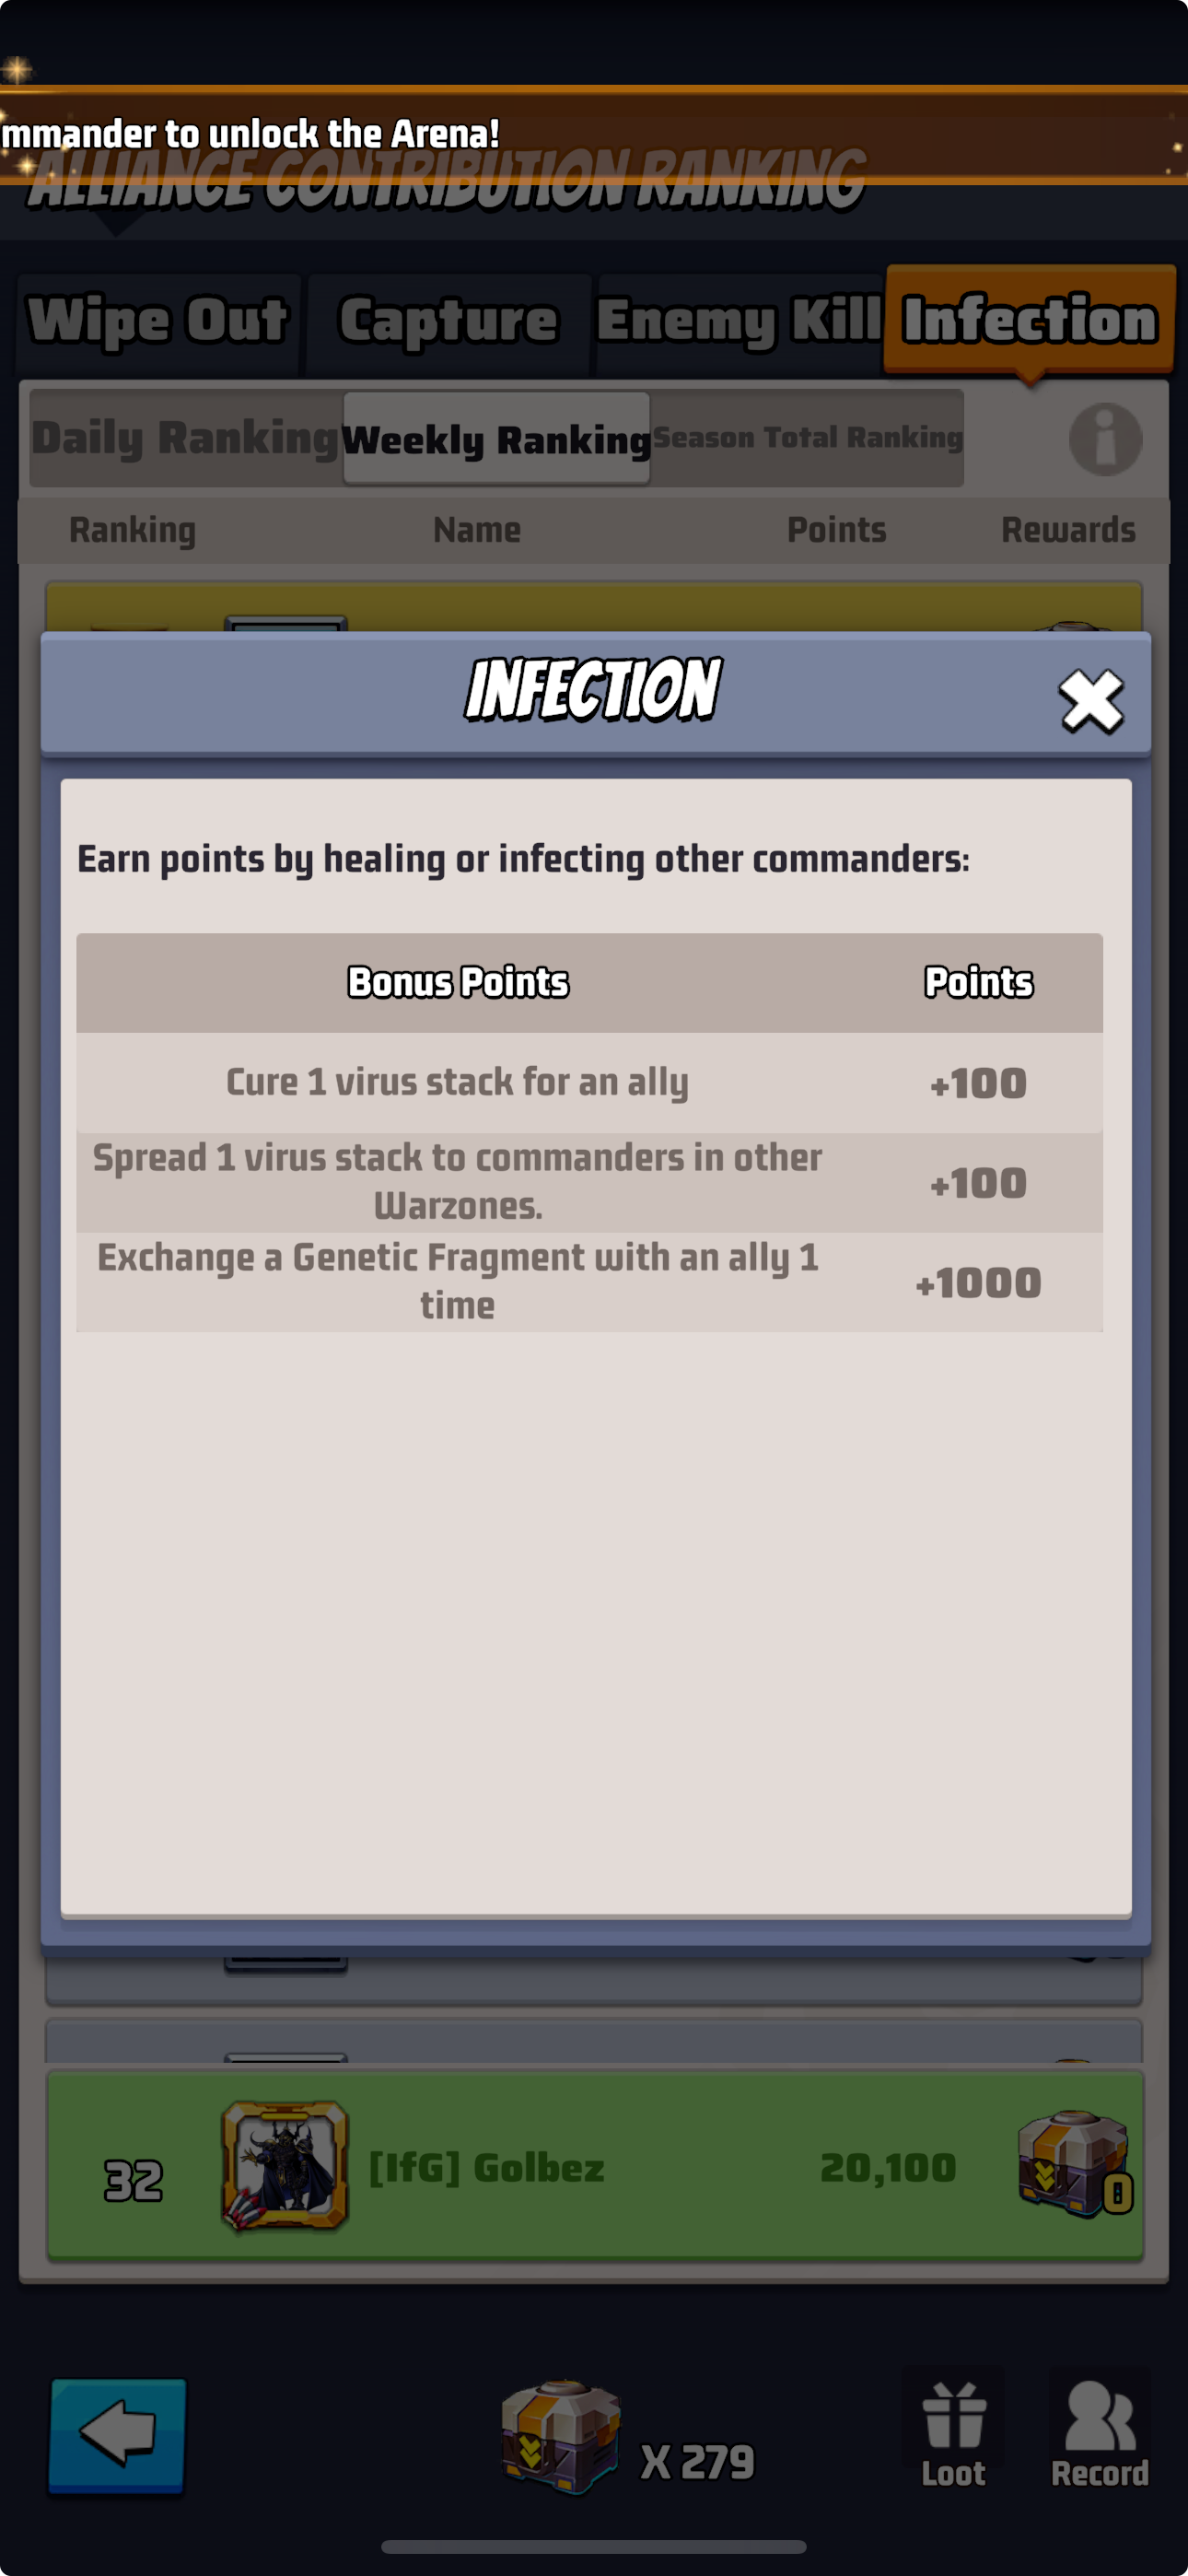 mmander to unlock the Arena!
ALLIANCE CONTRIBUTION RANKING
Wipe Out Capture Enemy Kill Infection
Daily Ranking Weekly Ranking Season Total Ranking
Ranking Name Points Rewards
INFECTION
Earn points by healing or infecting other commanders:
Bonus Points Points
Cure 1 virus stack for an ally +100
Spread 1 virus stack to commanders in other
Warzones.
+100
Exchange a Genetic Fragment with an ally 1
time
+1000
32 [IfG] Golbez 20,100 0
X 279
Loot Record